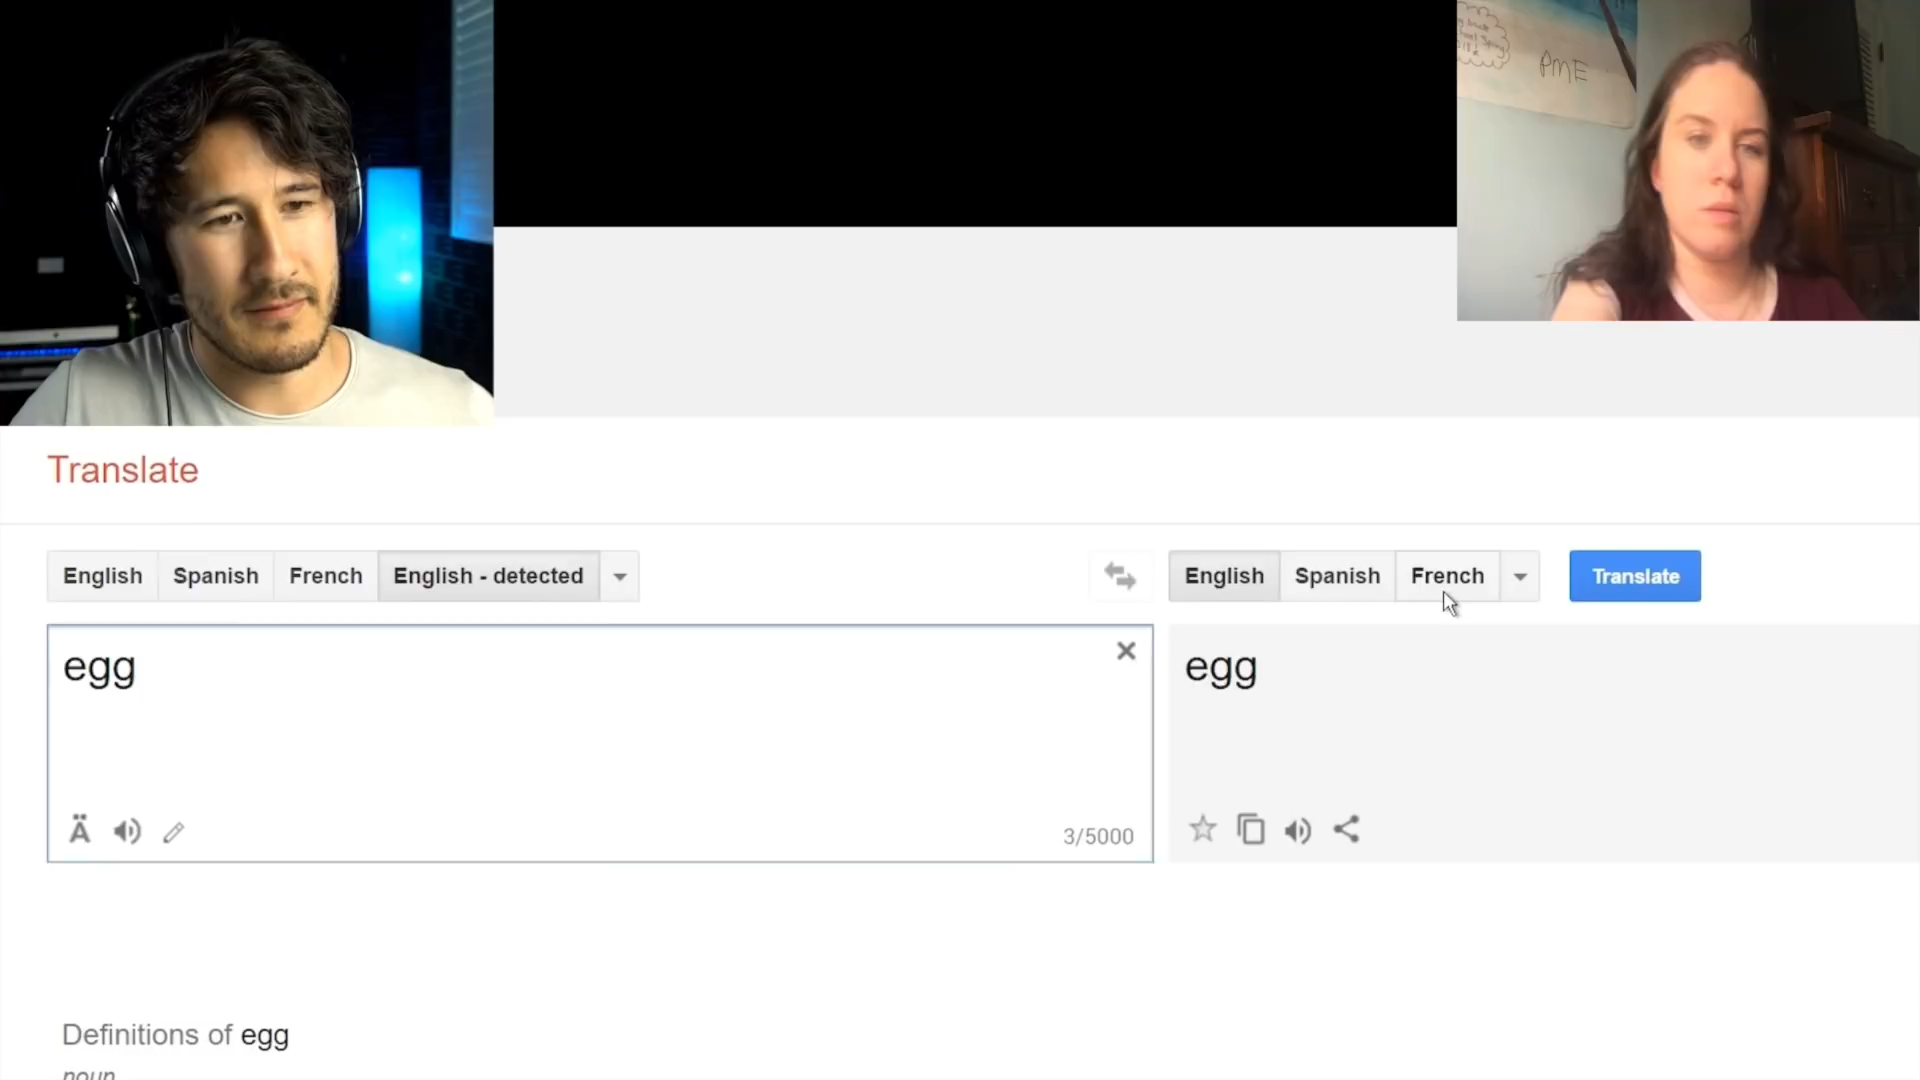 PME
Translate
English Spanish French English - detected
English Spanish French Translate
egg
egg
Ä
3/5000
Definitions of egg
noun